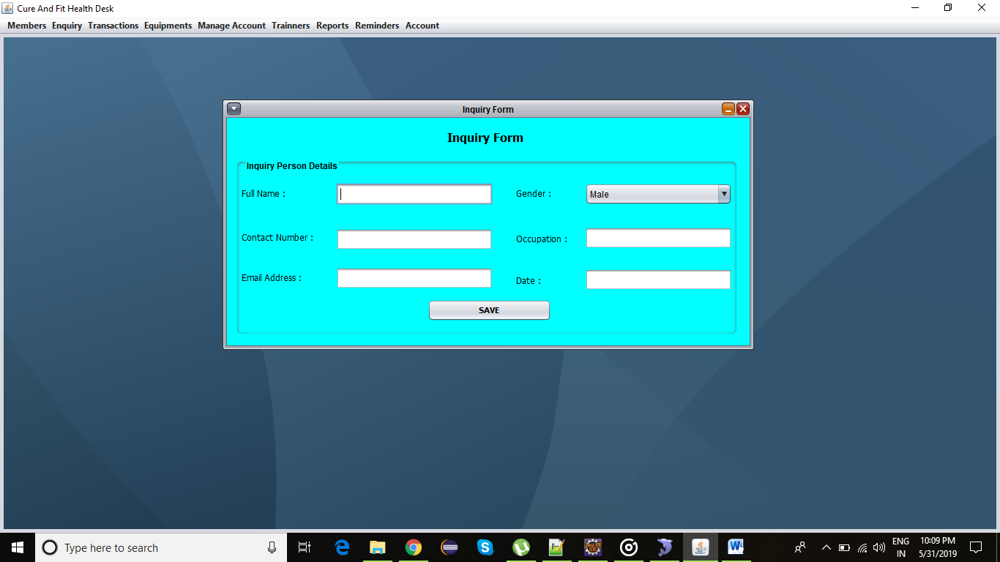 Cure And Fit Health Desk
Members Enquiry Transactions Equipments Manage Account Trainners Reports Reminders Account
Inquiry Form
Inquiry Form
Inquiry Person Details
Full Name : Gender : Male
Contact Number : Occupation :
Email Address : Date :
SAVE
Type here to search
ENG 10:09 PM
IN 5/31/2019